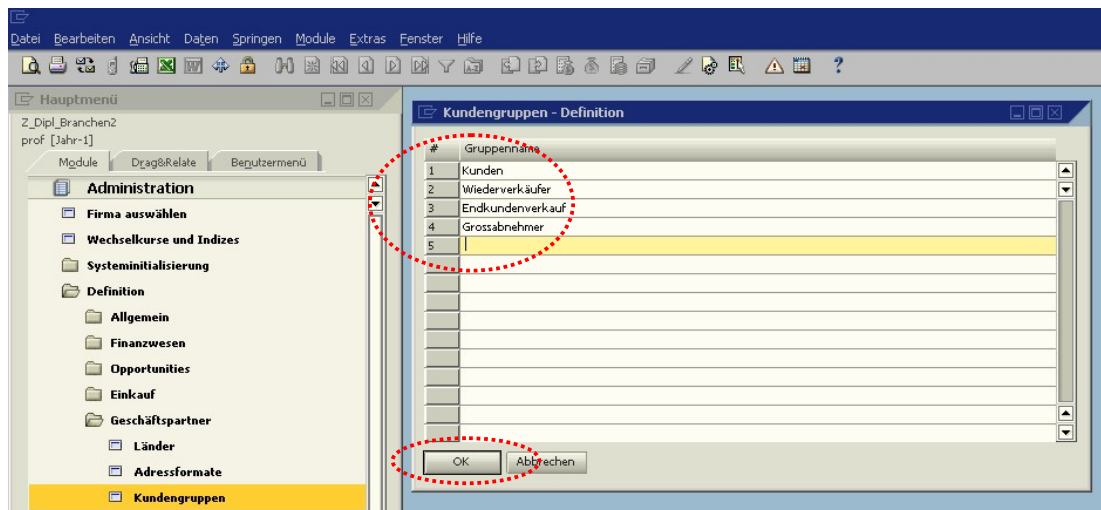 Datei Bearbeiten Ansicht Daten Springen Module Extras Fenster Hilfe
Hauptmenü
Z_Dipl_Branchen2
prof [Jahr-1]
Module Drag&Relate Benutzermenü
Administration
Firma auswählen
Wechselkurse und Indizes
Systeminitialisierung
Definition
Allgemein
Finanzwesen
Opportunities
Einkauf
Geschäftspartner
Länder
Adressformate
Kundengruppen
Kundengruppen - Definition
# Gruppenname
1 Kunden
2 Wiederverkäufer
3 Endkundenverkauf
4 Grossabnehmer
5
OK Abbrechen